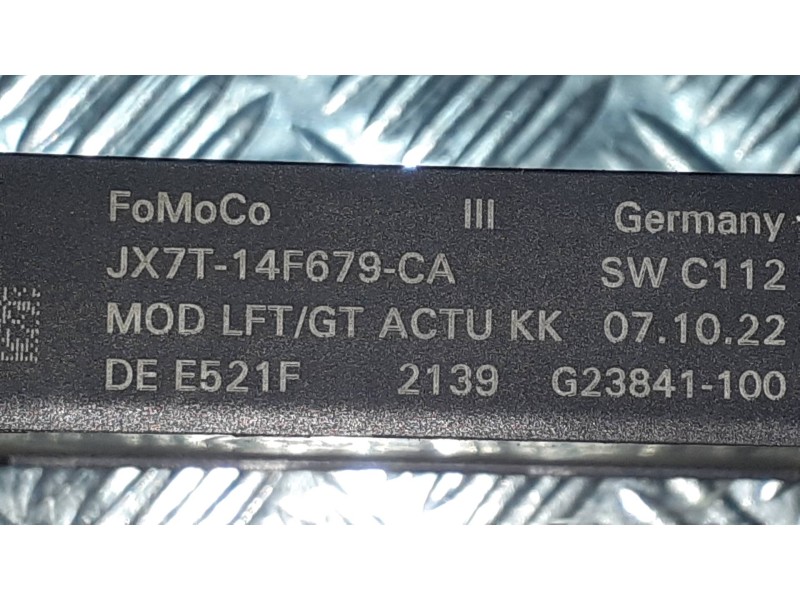 FoMoCo III Germany
JX7T-14F679-CA SW C112
MOD LFT/GT ACTU KK 07.10.22
DE E521F 2139 G23841-100